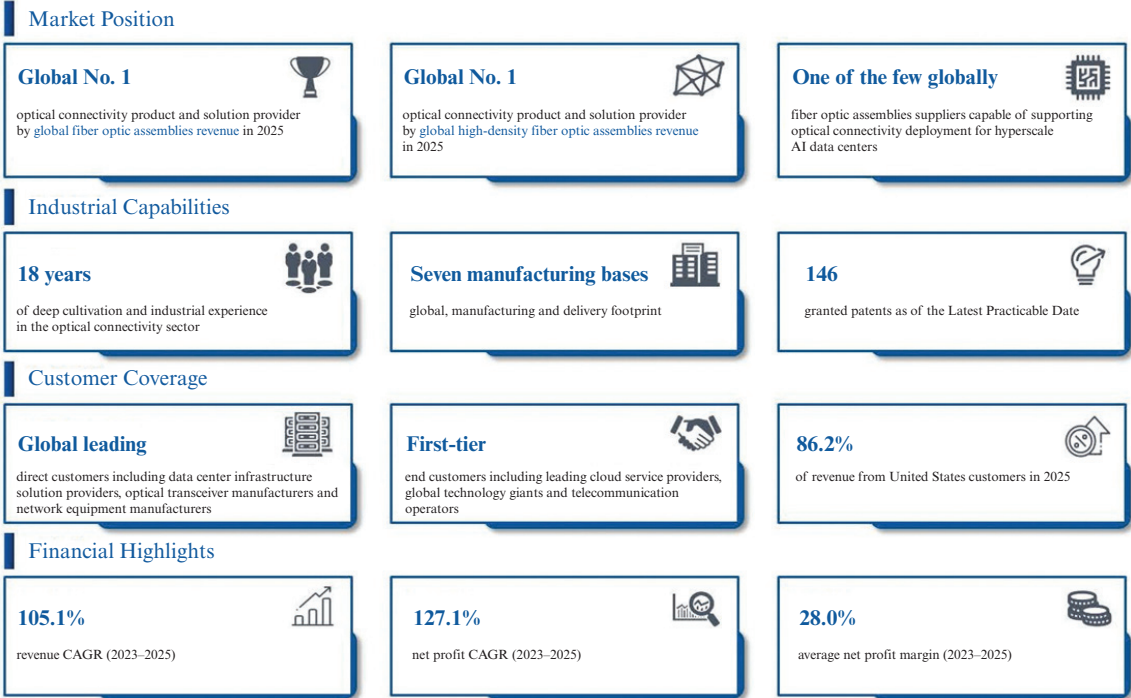 Market Position
Global No. 1
optical connectivity product and solution provider
by global fiber optic assemblies revenue in 2025
Global No. 1
optical connectivity product and solution provider
by global high-density fiber optic assemblies revenue
in 2025
One of the few globally
fiber optic assemblies suppliers capable of supporting
optical connectivity deployment for hyperscale
AI data centers
Industrial Capabilities
18 years
of deep cultivation and industrial experience
in the optical connectivity sector
Seven manufacturing bases
global, manufacturing and delivery footprint
146
granted patents as of the Latest Practicable Date
Customer Coverage
Global leading
direct customers including data center infrastructure
solution providers, optical transceiver manufacturers and
network equipment manufacturers
First-tier
end customers including leading cloud service providers,
global technology giants and telecommunication
operators
86.2%
of revenue from United States customers in 2025
Financial Highlights
105.1%
revenue CAGR (2023–2025)
127.1%
net profit CAGR (2023–2025)
28.0%
average net profit margin (2023–2025)